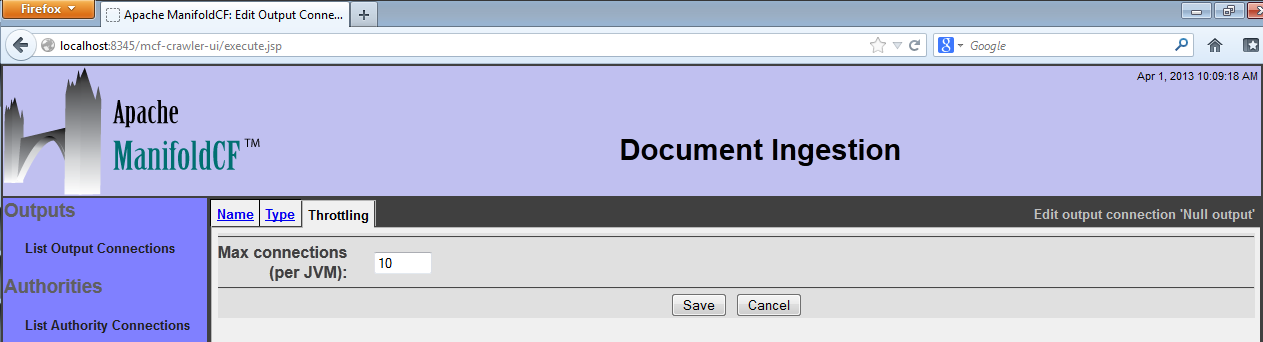 Firefox
Apache ManifoldCF: Edit Output Conne...
localhost:8345/mcf-crawler-ui/execute.jsp
Google
Apr 1, 2013 10:09:18 AM
Apache
ManifoldCF™
Document Ingestion
Outputs
List Output Connections
Authorities
List Authority Connections
Name Type Throttling
Edit output connection 'Null output'
Max connections
(per JVM):
10
Save Cancel